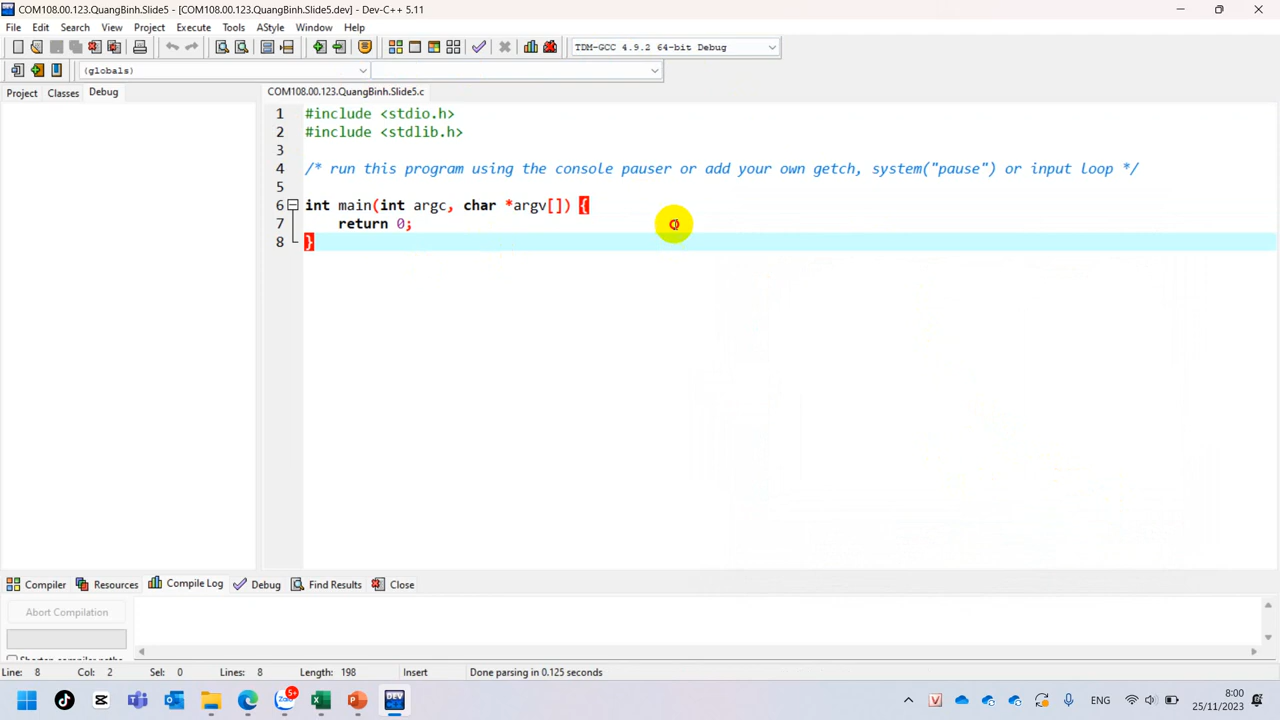 COM108.00.123.QuangBinh.Slide5 - [COM108.00.123.QuangBinh.Slide5.dev] - Dev-C++ 5.11
File Edit Search View Project Execute Tools AStyle Window Help
TDM-GCC 4.9.2 64-bit Debug
(globals)
Project Classes Debug
COM108.00.123.QuangBinh.Slide5.c
1 #include <stdio.h>
2 #include <stdlib.h>
3
4 /* run this program using the console pauser or add your own getch, system("pause") or input loop */
5
6 int main(int argc, char *argv[]) {
7 return 0;
8 }
Compiler Resources Compile Log Debug Find Results Close
Abort Compilation
Shorten compiler paths
Line: 8 Col: 2 Sel: 0 Lines: 8 Length: 198 Insert Done parsing in 0.125 seconds
5+
DEV
ENG
8:00
25/11/2023